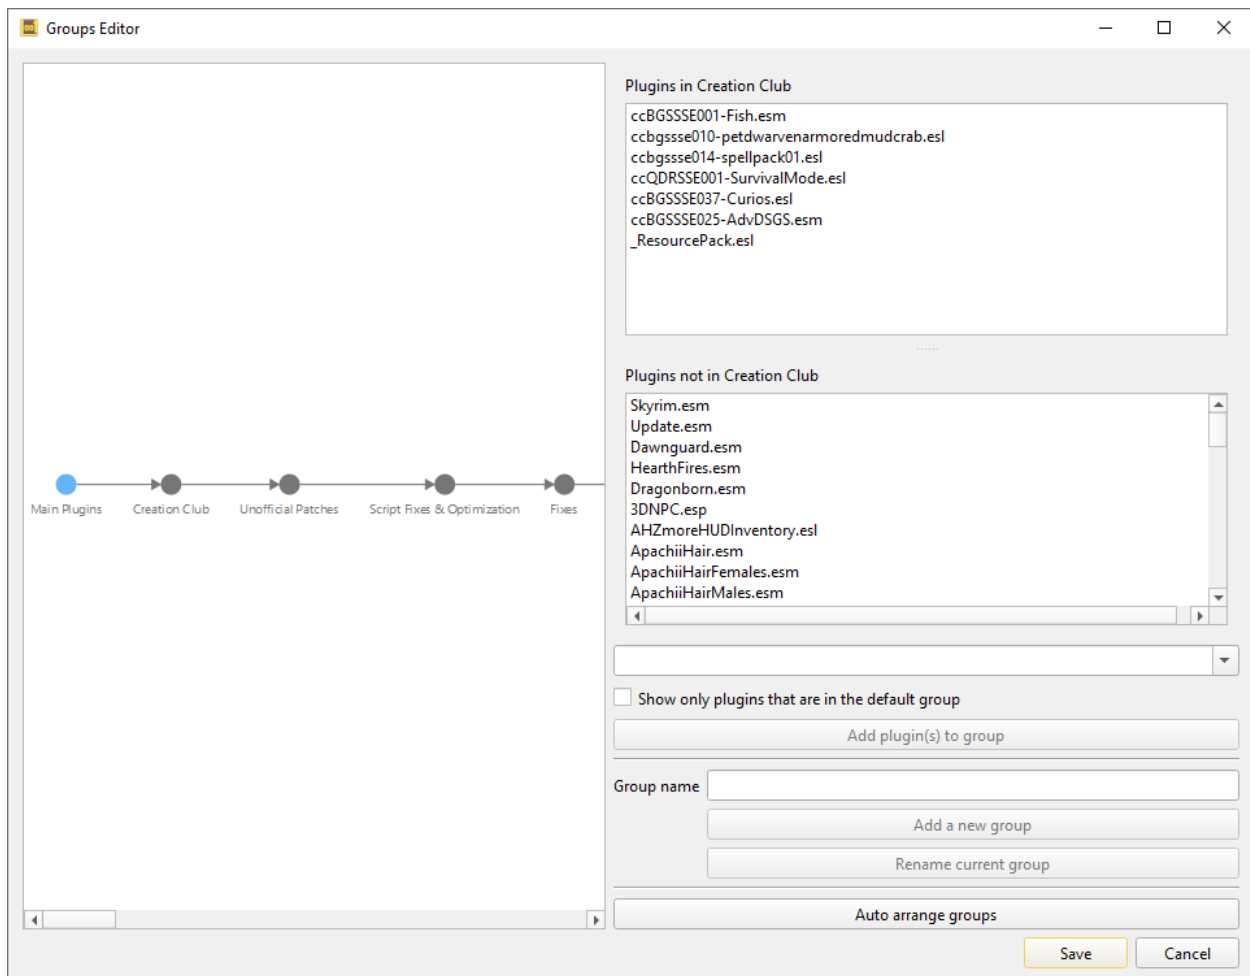 Groups Editor
Plugins in Creation Club
ccBGSSSE001-Fish.esm
ccbgssse010-petdwarvenarmoredmudcrab.esl
ccbgssse014-spellpack01.esl
ccQDRSSE001-SurvivalMode.esl
ccBGSSSE037-Curios.esl
ccBGSSSE025-AdvDSGS.esm
_ResourcePack.esl
Plugins not in Creation Club
Skyrim.esm
Update.esm
Dawnguard.esm
HearthFires.esm
Dragonborn.esm
3DNPC.esp
AHZmoreHUDInventory.esl
ApachiiHair.esm
ApachiiHairFemales.esm
ApachiiHairMales.esm
Main Plugins
Creation Club
Unofficial Patches
Script Fixes & Optimization
Fixes
Show only plugins that are in the default group
Add plugin(s) to group
Group name
Add a new group
Rename current group
Auto arrange groups
Save
Cancel